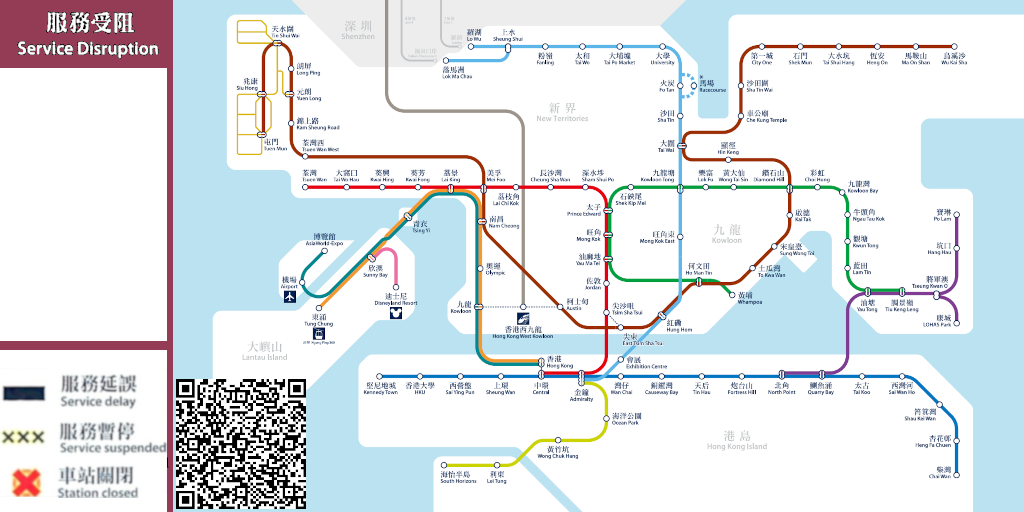 服務受阻
Service Disruption
服務延誤
Service delay
服務暫停
Service suspended
車站關閉
Station closed
深圳
Shenzhen
新界
New Territories
九龍
Kowloon
大嶼山
Lantau Island
港島
Hong Kong Island
天水圍
Tin Shui Wai
朗屏
Long Ping
兆康
Siu Hong
元朗
Yuen Long
錦上路
Kam Sheung Road
屯門
Tuen Mun
荃灣西
Tsuen Wan West
羅湖
Lo Wu
上水
Sheung Shui
落馬洲
Lok Ma Chau
粉嶺
Fanling
太和
Tai Wo
大埔墟
Tai Po Market
大學
University
火炭
Fo Tan
馬場
Racecourse
沙田
Sha Tin
大圍
Tai Wai
第一城
City One
石門
Shek Mun
大水坑
Tai Shui Hang
恆安
Heng On
馬鞍山
Ma On Shan
烏溪沙
Wu Kai Sha
沙田圍
Sha Tin Wai
車公廟
Che Kung Temple
顯徑
Hin Keng
荃灣
Tsuen Wan
大窩口
Tai Wo Hau
葵興
Kwai Hing
葵芳
Kwai Fong
荔景
Lai King
美孚
Mei Foo
荔枝角
Lai Chi Kok
長沙灣
Cheung Sha Wan
深水埗
Sham Shui Po
太子
Prince Edward
石硤尾
Shek Kip Mei
九龍塘
Kowloon Tong
樂富
Lok Fu
黃大仙
Wong Tai Sin
鑽石山
Diamond Hill
彩虹
Choi Hung
九龍灣
Kowloon Bay
牛頭角
Ngau Tau Kok
觀塘
Kwun Tong
藍田
Lam Tin
油塘
Yau Tong
調景嶺
Tiu Keng Leng
將軍澳
Tseung Kwan O
坑口
Hang Hau
寶琳
Po Lam
康城
LOHAS Park
啟德
Kai Tak
宋皇臺
Sung Wong Toi
土瓜灣
To Kwa Wan
何文田
Ho Man Tin
黃埔
Whampoa
紅磡
Hung Hom
旺角東
Mong Kok East
旺角
Mong Kok
油麻地
Yau Ma Tei
佐敦
Jordan
尖沙咀
Tsim Sha Tsui
尖東
East Tsim Sha Tsui
柯士甸
Austin
香港西九龍
Hong Kong West Kowloon
青衣
Tsing Yi
南昌
Nam Cheong
奧運
Olympic
九龍
Kowloon
博覽館
AsiaWorld-Expo
機場
Airport
欣澳
Sunny Bay
迪士尼
Disneyland Resort
東涌
Tung Chung
香港
Hong Kong
中環
Central
金鐘
Admiralty
會展
Exhibition Centre
堅尼地城
Kennedy Town
香港大學
HKU
西營盤
Sai Ying Pun
上環
Sheung Wan
灣仔
Wan Chai
銅鑼灣
Causeway Bay
天后
Tin Hau
炮台山
Fortress Hill
北角
North Point
鰂魚涌
Quarry Bay
太古
Tai Koo
西灣河
Sai Wan Ho
筲箕灣
Shau Kei Wan
杏花邨
Heng Fa Chuen
柴灣
Chai Wan
海洋公園
Ocean Park
黃竹坑
Wong Chuk Hang
利東
Lei Tung
海怡半島
South Horizons